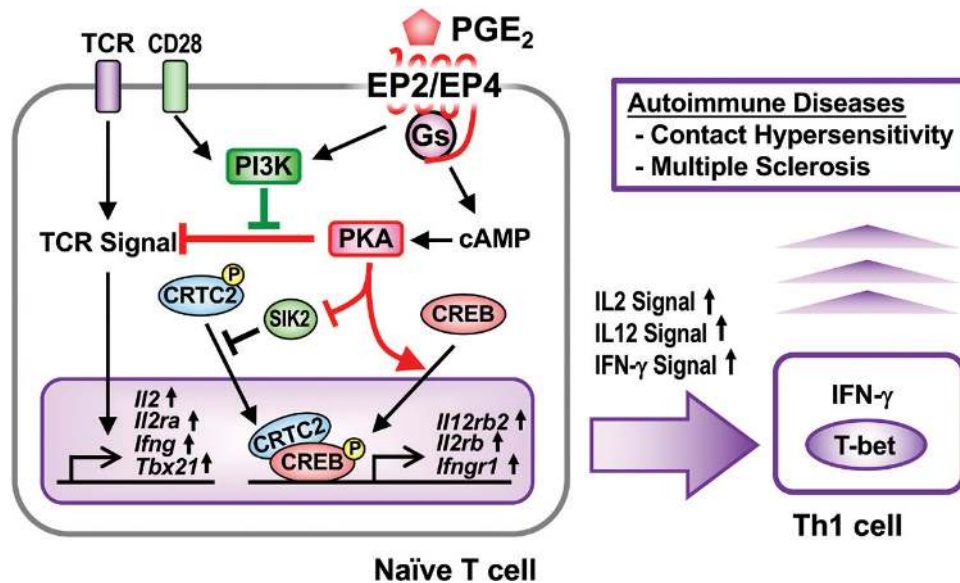 TCR CD28
PGE2
EP2/EP4
Gs
PI3K
TCR Signal
PKA
cAMP
P
CRTC2
SIK2
CREB
Il2 ↑
Il2ra ↑
Ifng ↑
Tbx21 ↑
CRTC2
P
CREB
Il12rb2 ↑
Il2rb ↑
Ifngr1 ↑
Naïve T cell
IL2 Signal ↑
IL12 Signal ↑
IFN-γ Signal ↑
Autoimmune Diseases
- Contact Hypersensitivity
- Multiple Sclerosis
IFN-γ
T-bet
Th1 cell